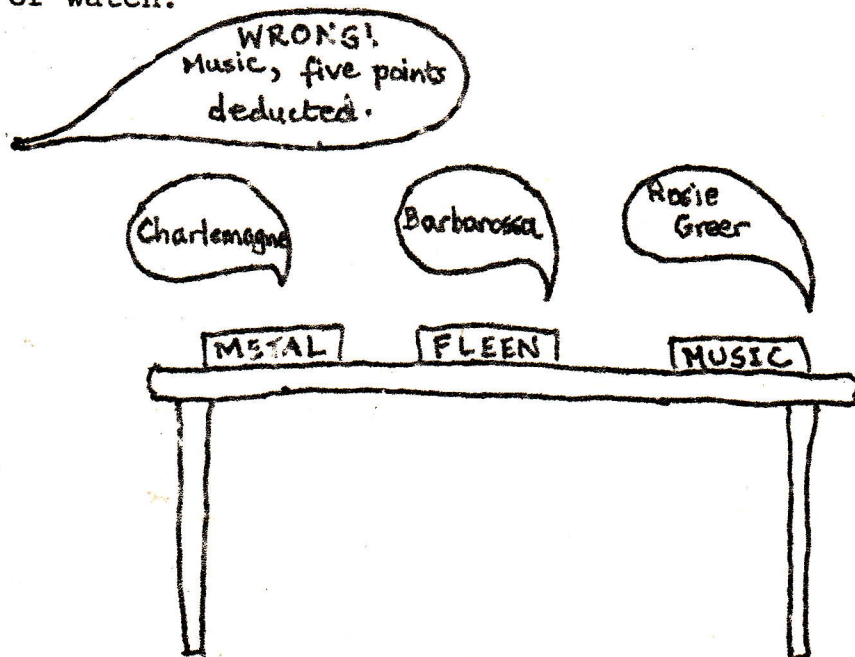 or watch.
WRONG!
Music, five points
deducted.
Charlemagne
Barbarossa
Rosie
Greer
METAL
FLEEN
MUSIC